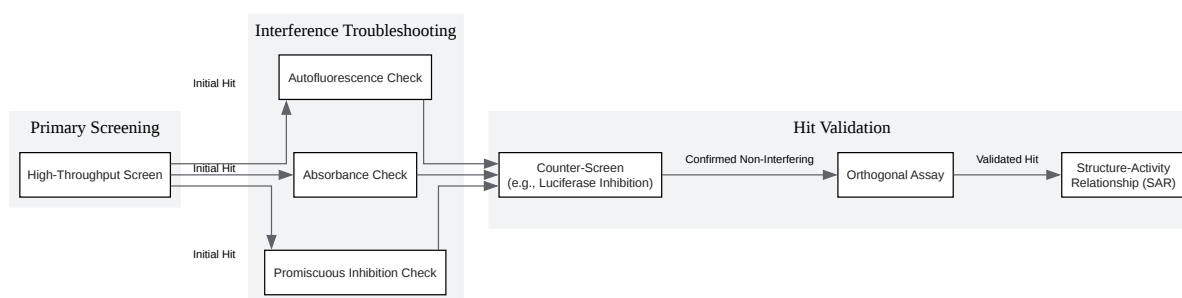 Primary Screening
High-Throughput Screen
Initial Hit
Initial Hit
Initial Hit
Interference Troubleshooting
Autofluorescence Check
Absorbance Check
Promiscuous Inhibition Check
Hit Validation
Counter-Screen
(e.g., Luciferase Inhibition)
Confirmed Non-Interfering
Orthogonal Assay
Validated Hit
Structure-Activity
Relationship (SAR)